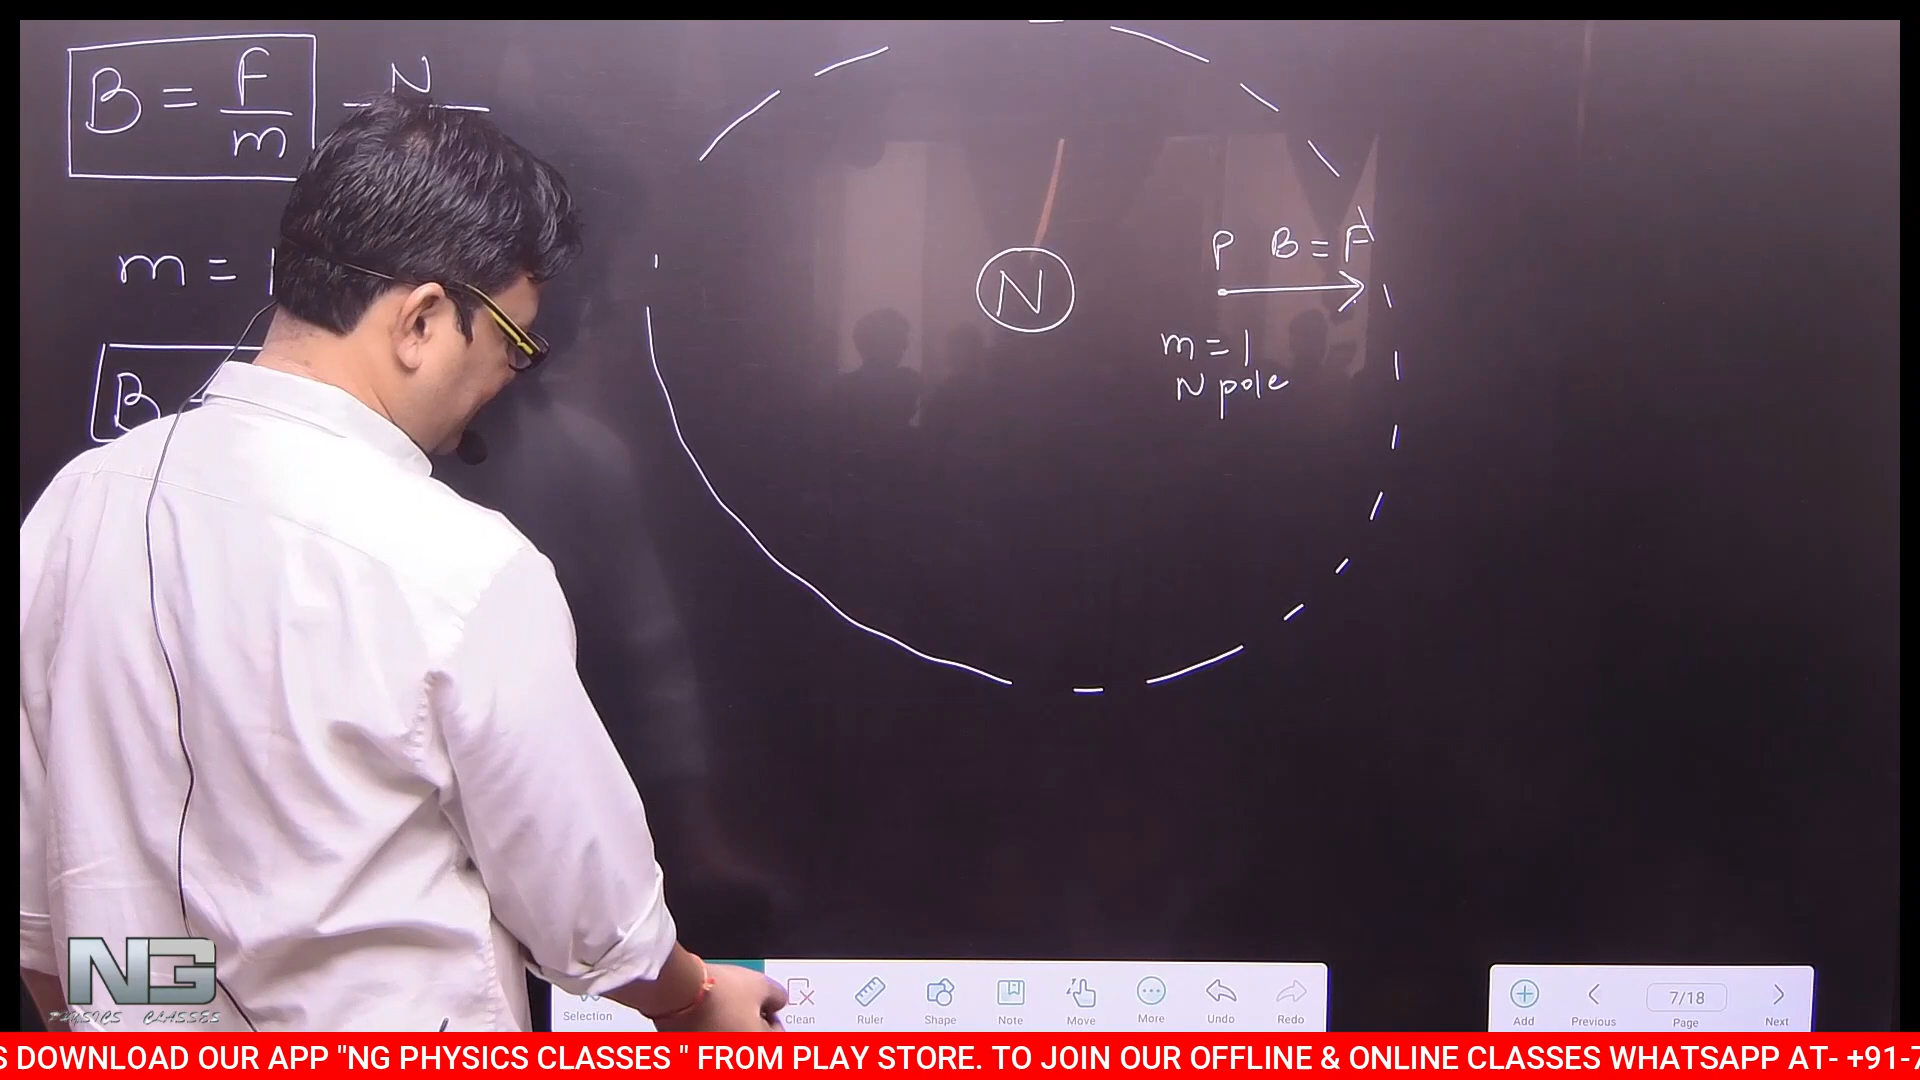 B = F/m N
m = 1
B
N
P B = F
m = 1
N pole
Selection Clean Ruler Shape Note Move More Undo Redo
Add Previous 7/18 Page Next
NG
PHYSICS CLASSES
S DOWNLOAD OUR APP "NG PHYSICS CLASSES " FROM PLAY STORE. TO JOIN OUR OFFLINE & ONLINE CLASSES WHATSAPP AT- +91-7